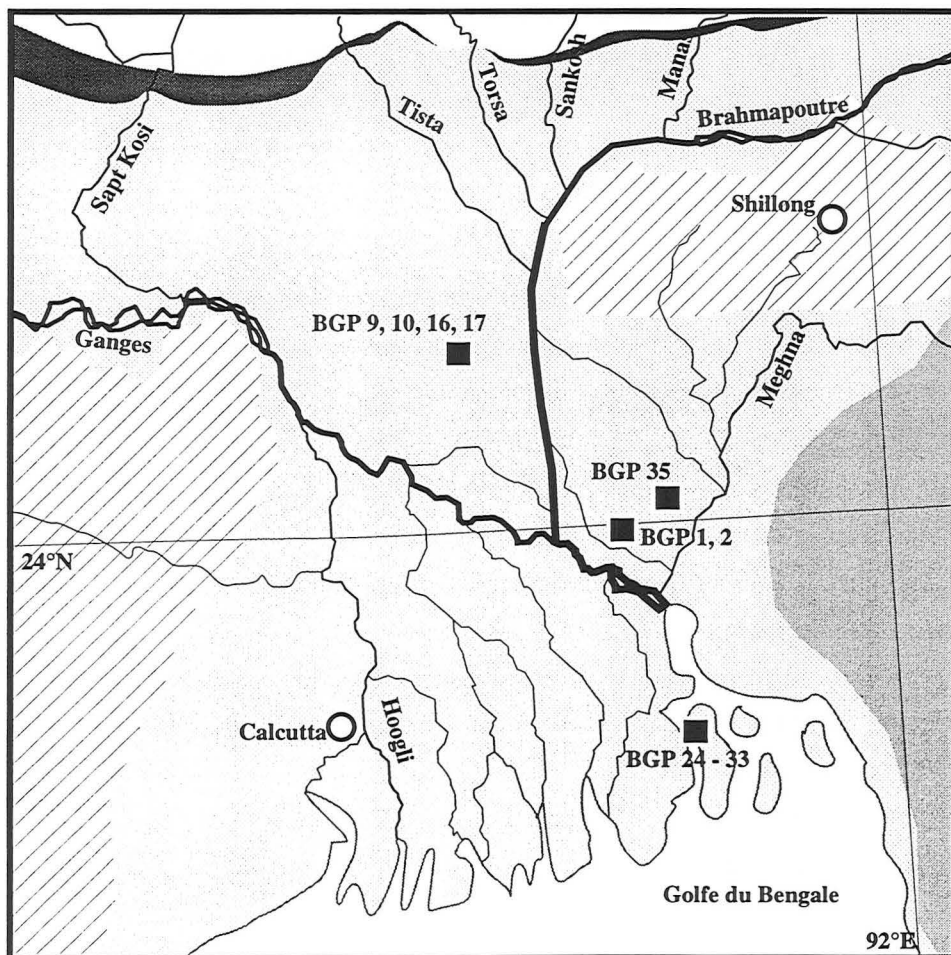 Sapt Kosi
Tista
Torsa
Sankosh
Manas
Brahmapoutre
Shillong
Ganges
BGP 9, 10, 16, 17
Meghna
BGP 35
BGP 1, 2
24°N
Calcutta
Hoogli
BGP 24 - 33
Golfe du Bengale
92°E